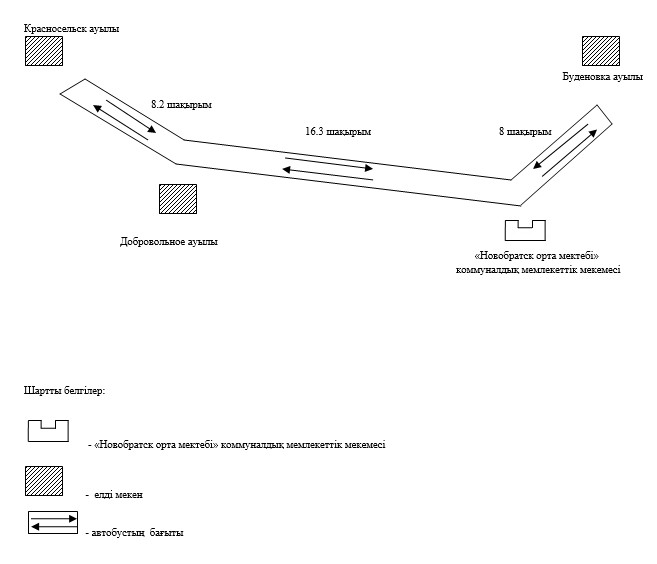 Красносельск ауылы
Буденовка ауылы
8.2 шақырым
16.3 шақырым
8 шақырым
Добровольное ауылы
«Новобратск орта мектебі»
коммуналдық мемлекеттік мекемесі
Шартты белгілер:
- «Новобратск орта мектебі» коммуналдық мемлекеттік мекемесі
- елді мекен
- автобустың бағыты